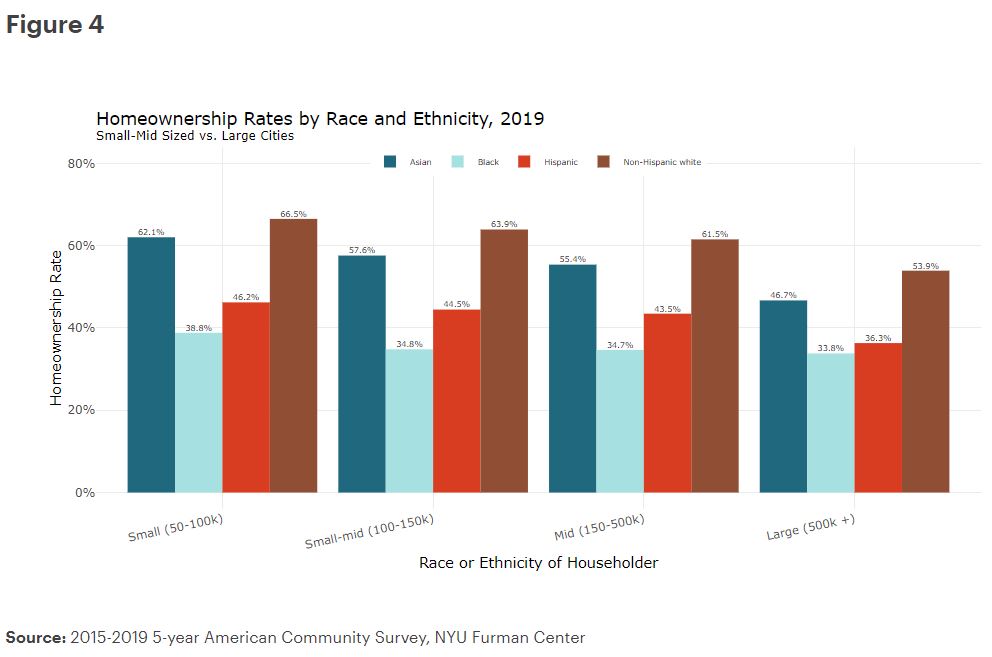 Figure 4
Homeownership Rates by Race and Ethnicity, 2019
Small-Mid Sized vs. Large Cities
Asian Black Hispanic Non-Hispanic white
80%
60%
40%
20%
0%
Homeownership Rate
62.1% 38.8% 46.2% 66.5%
57.6% 34.8% 44.5% 63.9%
55.4% 34.7% 43.5% 61.5%
46.7% 33.8% 36.3% 53.9%
Small (50-100k) Small-mid (100-150k) Mid (150-500k) Large (500k +)
Race or Ethnicity of Householder
Source: 2015-2019 5-year American Community Survey, NYU Furman Center